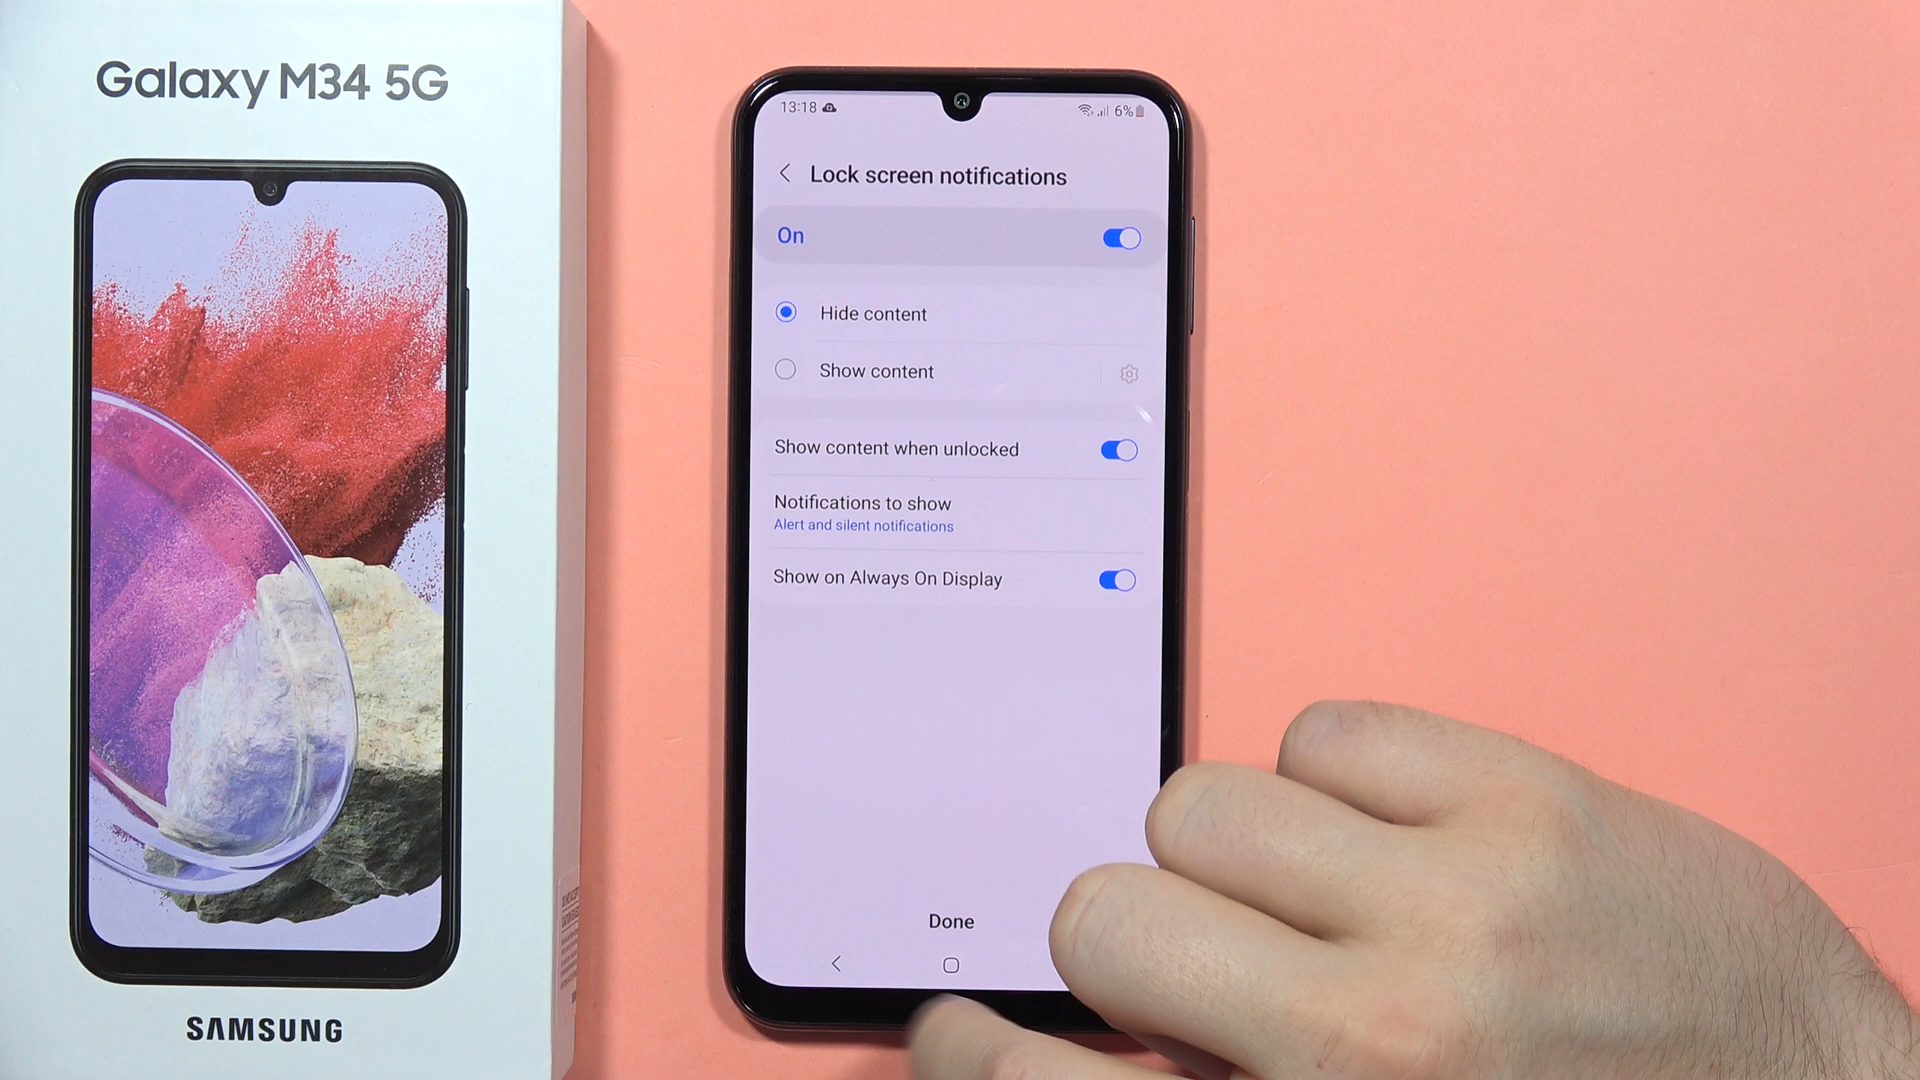 Galaxy M34 5G
SAMSUNG
13:18
6%
Lock screen notifications
On
Hide content
Show content
Show content when unlocked
Notifications to show
Alert and silent notifications
Show on Always On Display
Done